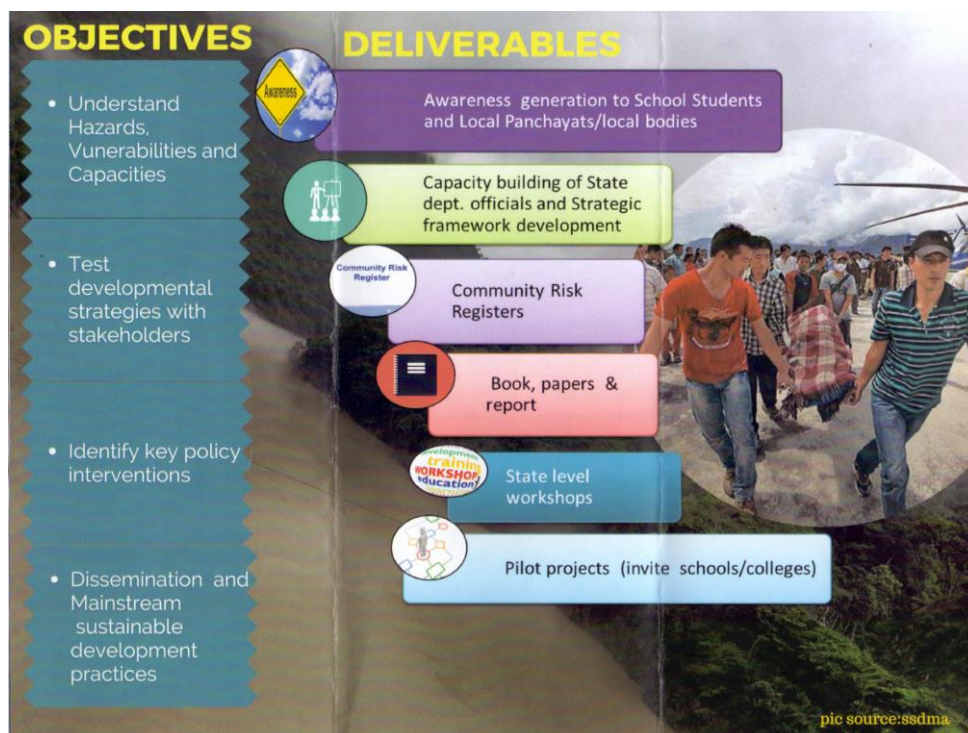 OBJECTIVES
• Understand
Hazards,
Vunerabilities and
Capacities
• Test
developmental
strategies with
stakeholders
• Identify key policy
interventions
• Dissemination and
Mainstream
sustainable
development
practices
DELIVERABLES
Awareness
Awareness generation to School Students
and Local Panchayats/local bodies
Capacity building of State
dept. officials and Strategic
framework development
Community Risk
Register
Community Risk
Registers
Book, papers &
report
training
WORKSHOP
education
State level
workshops
Pilot projects (invite schools/colleges)
pic source:ssdma